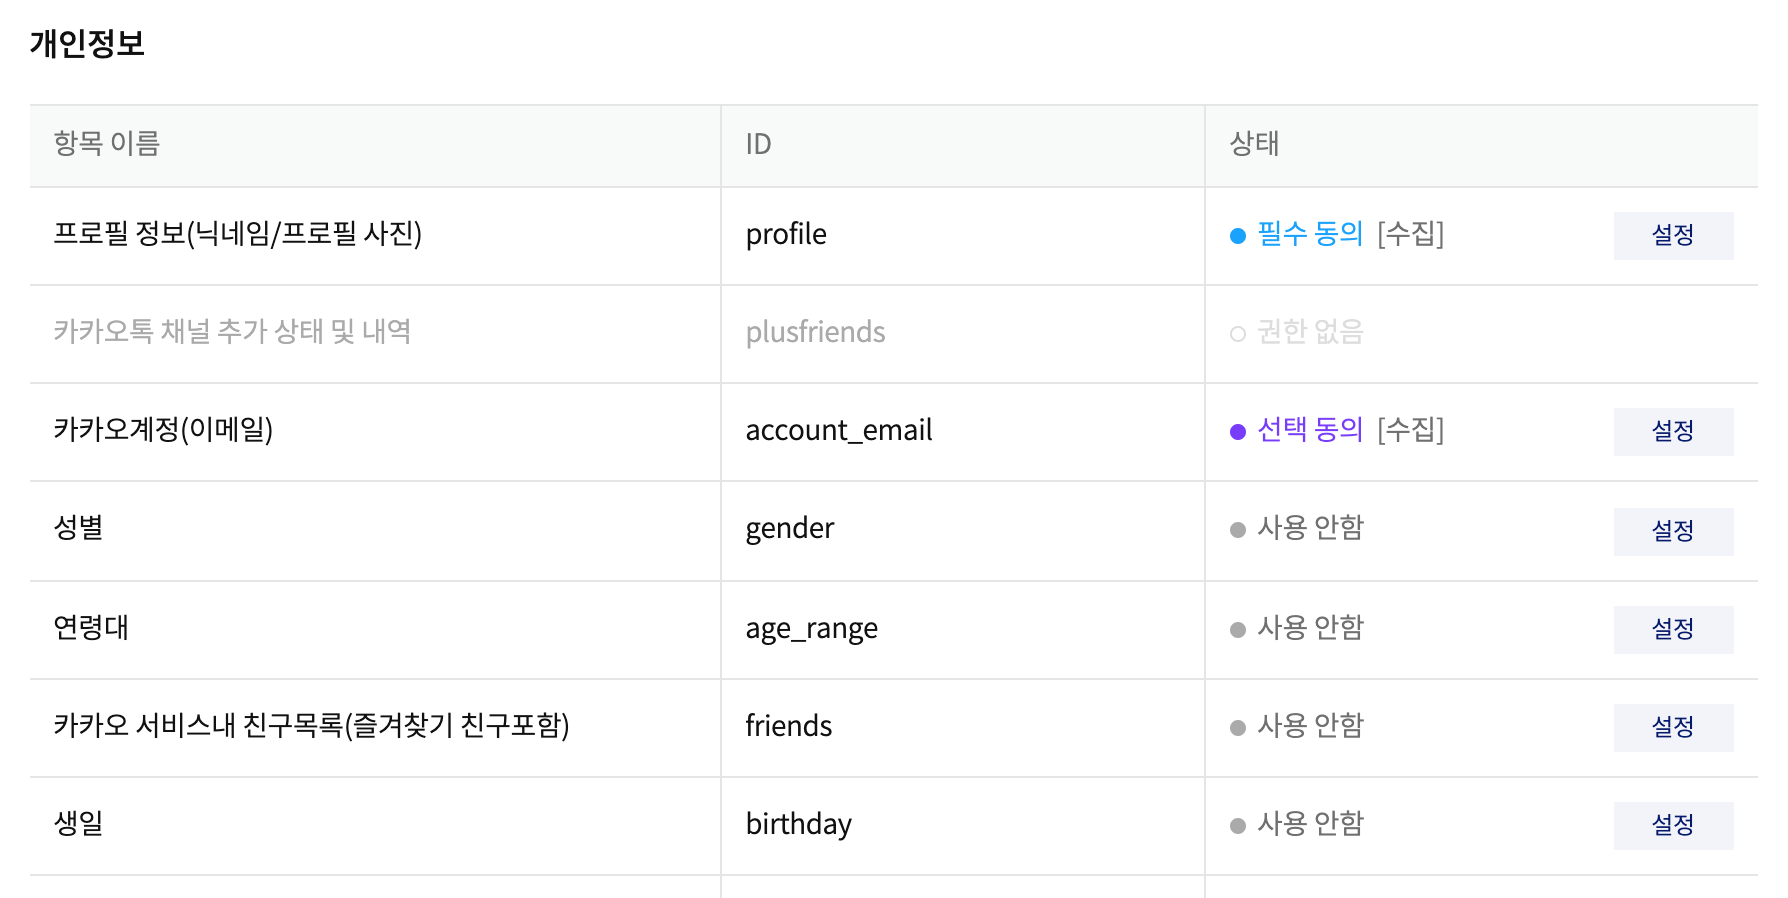 개인정보
항목 이름 ID 상태
프로필 정보(닉네임/프로필 사진) profile 필수 동의 [수집] 설정
카카오톡 채널 추가 상태 및 내역 plusfriends 권한 없음
카카오계정(이메일) account_email 선택 동의 [수집] 설정
성별 gender 사용 안함 설정
연령대 age_range 사용 안함 설정
카카오 서비스내 친구목록(즐겨찾기 친구포함) friends 사용 안함 설정
생일 birthday 사용 안함 설정